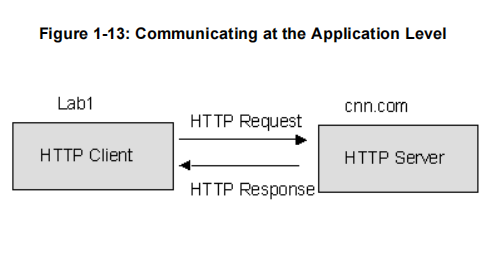 Figure 1-13: Communicating at the Application Level
Lab1
HTTP Client
HTTP Request
HTTP Response
cnn.com
HTTP Server